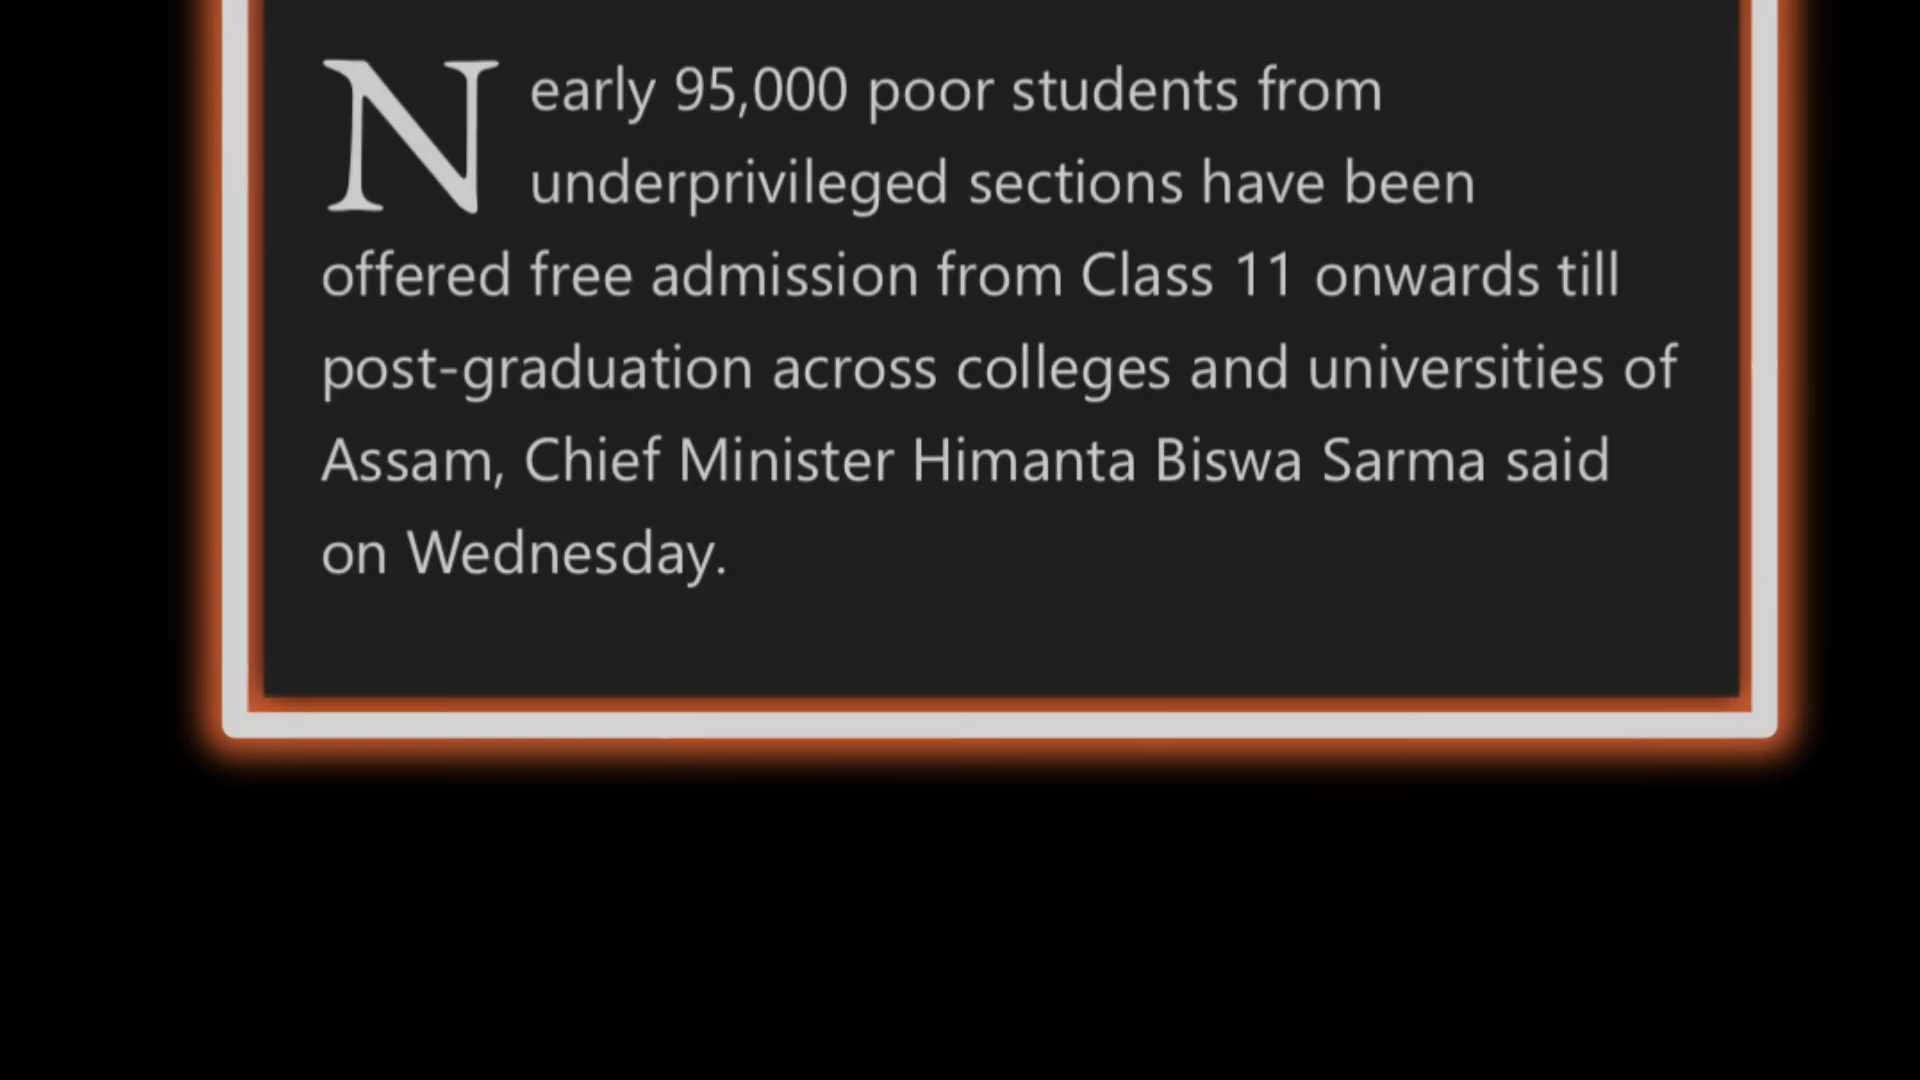 Nearly 95,000 poor students from
underprivileged sections have been
offered free admission from Class 11 onwards till
post-graduation across colleges and universities of
Assam, Chief Minister Himanta Biswa Sarma said
on Wednesday.